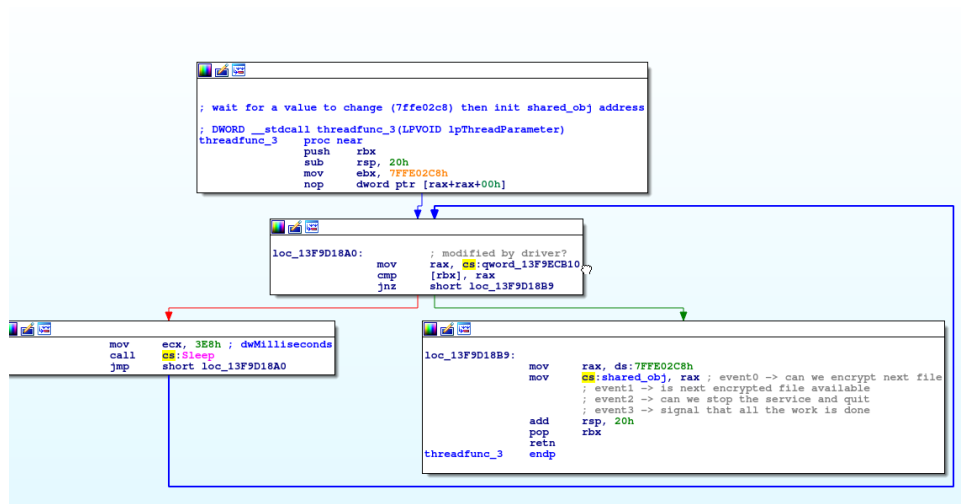 ; wait for a value to change (7ffe02c8) then init shared_obj address
; DWORD __stdcall threadfunc_3(LPVOID lpThreadParameter)
threadfunc_3 proc near
push rbx
sub rsp, 20h
mov ebx, 7FFE02C8h
nop dword ptr [rax+rax+00h]
loc_13F9D18A0: ; modified by driver?
mov rax, cs:qword_13F9ECB10
cmp [rbx], rax
jnz short loc_13F9D18B9
mov ecx, 3E8h ; dwMilliseconds
call cs:Sleep
jmp short loc_13F9D18A0
loc_13F9D18B9:
mov rax, ds:7FFE02C8h
mov cs:shared_obj, rax ; event0 -> can we encrypt next file
; event1 -> is next encrypted file available
; event2 -> can we stop the service and quit
; event3 -> signal that all the work is done
add rsp, 20h
pop rbx
retn
threadfunc_3 endp